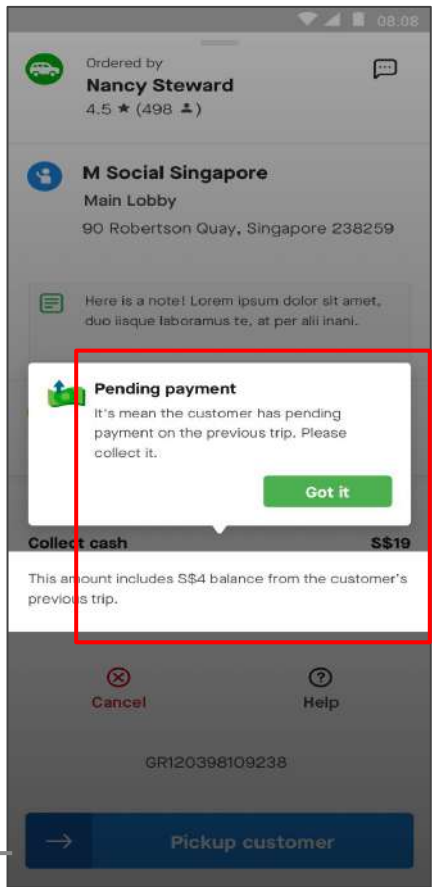 08.08
Ordered by
Nancy Steward
4.5 ★ (498 )
M Social Singapore
Main Lobby
90 Robertson Quay, Singapore 238259
Here is a note! Lorem ipsum dolor sit amet,
duo iisque laboramus te, at per alii inani.
Pending payment
It's mean the customer has pending
payment on the previous trip. Please
collect it.
Got it
Collect cash S$19
This amount includes S$4 balance from the customer's
previous trip.
Cancel Help
GR120398109238
Pickup customer